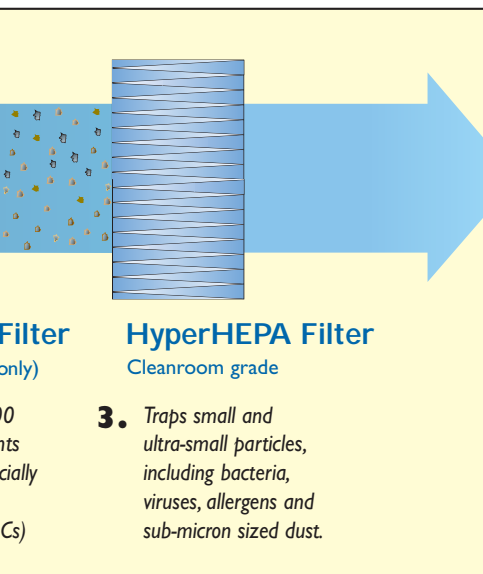 Filter
only)
00
nts
cially
Cs)
HyperHEPA Filter
Cleanroom grade
3. Traps small and
ultra-small particles,
including bacteria,
viruses, allergens and
sub-micron sized dust.